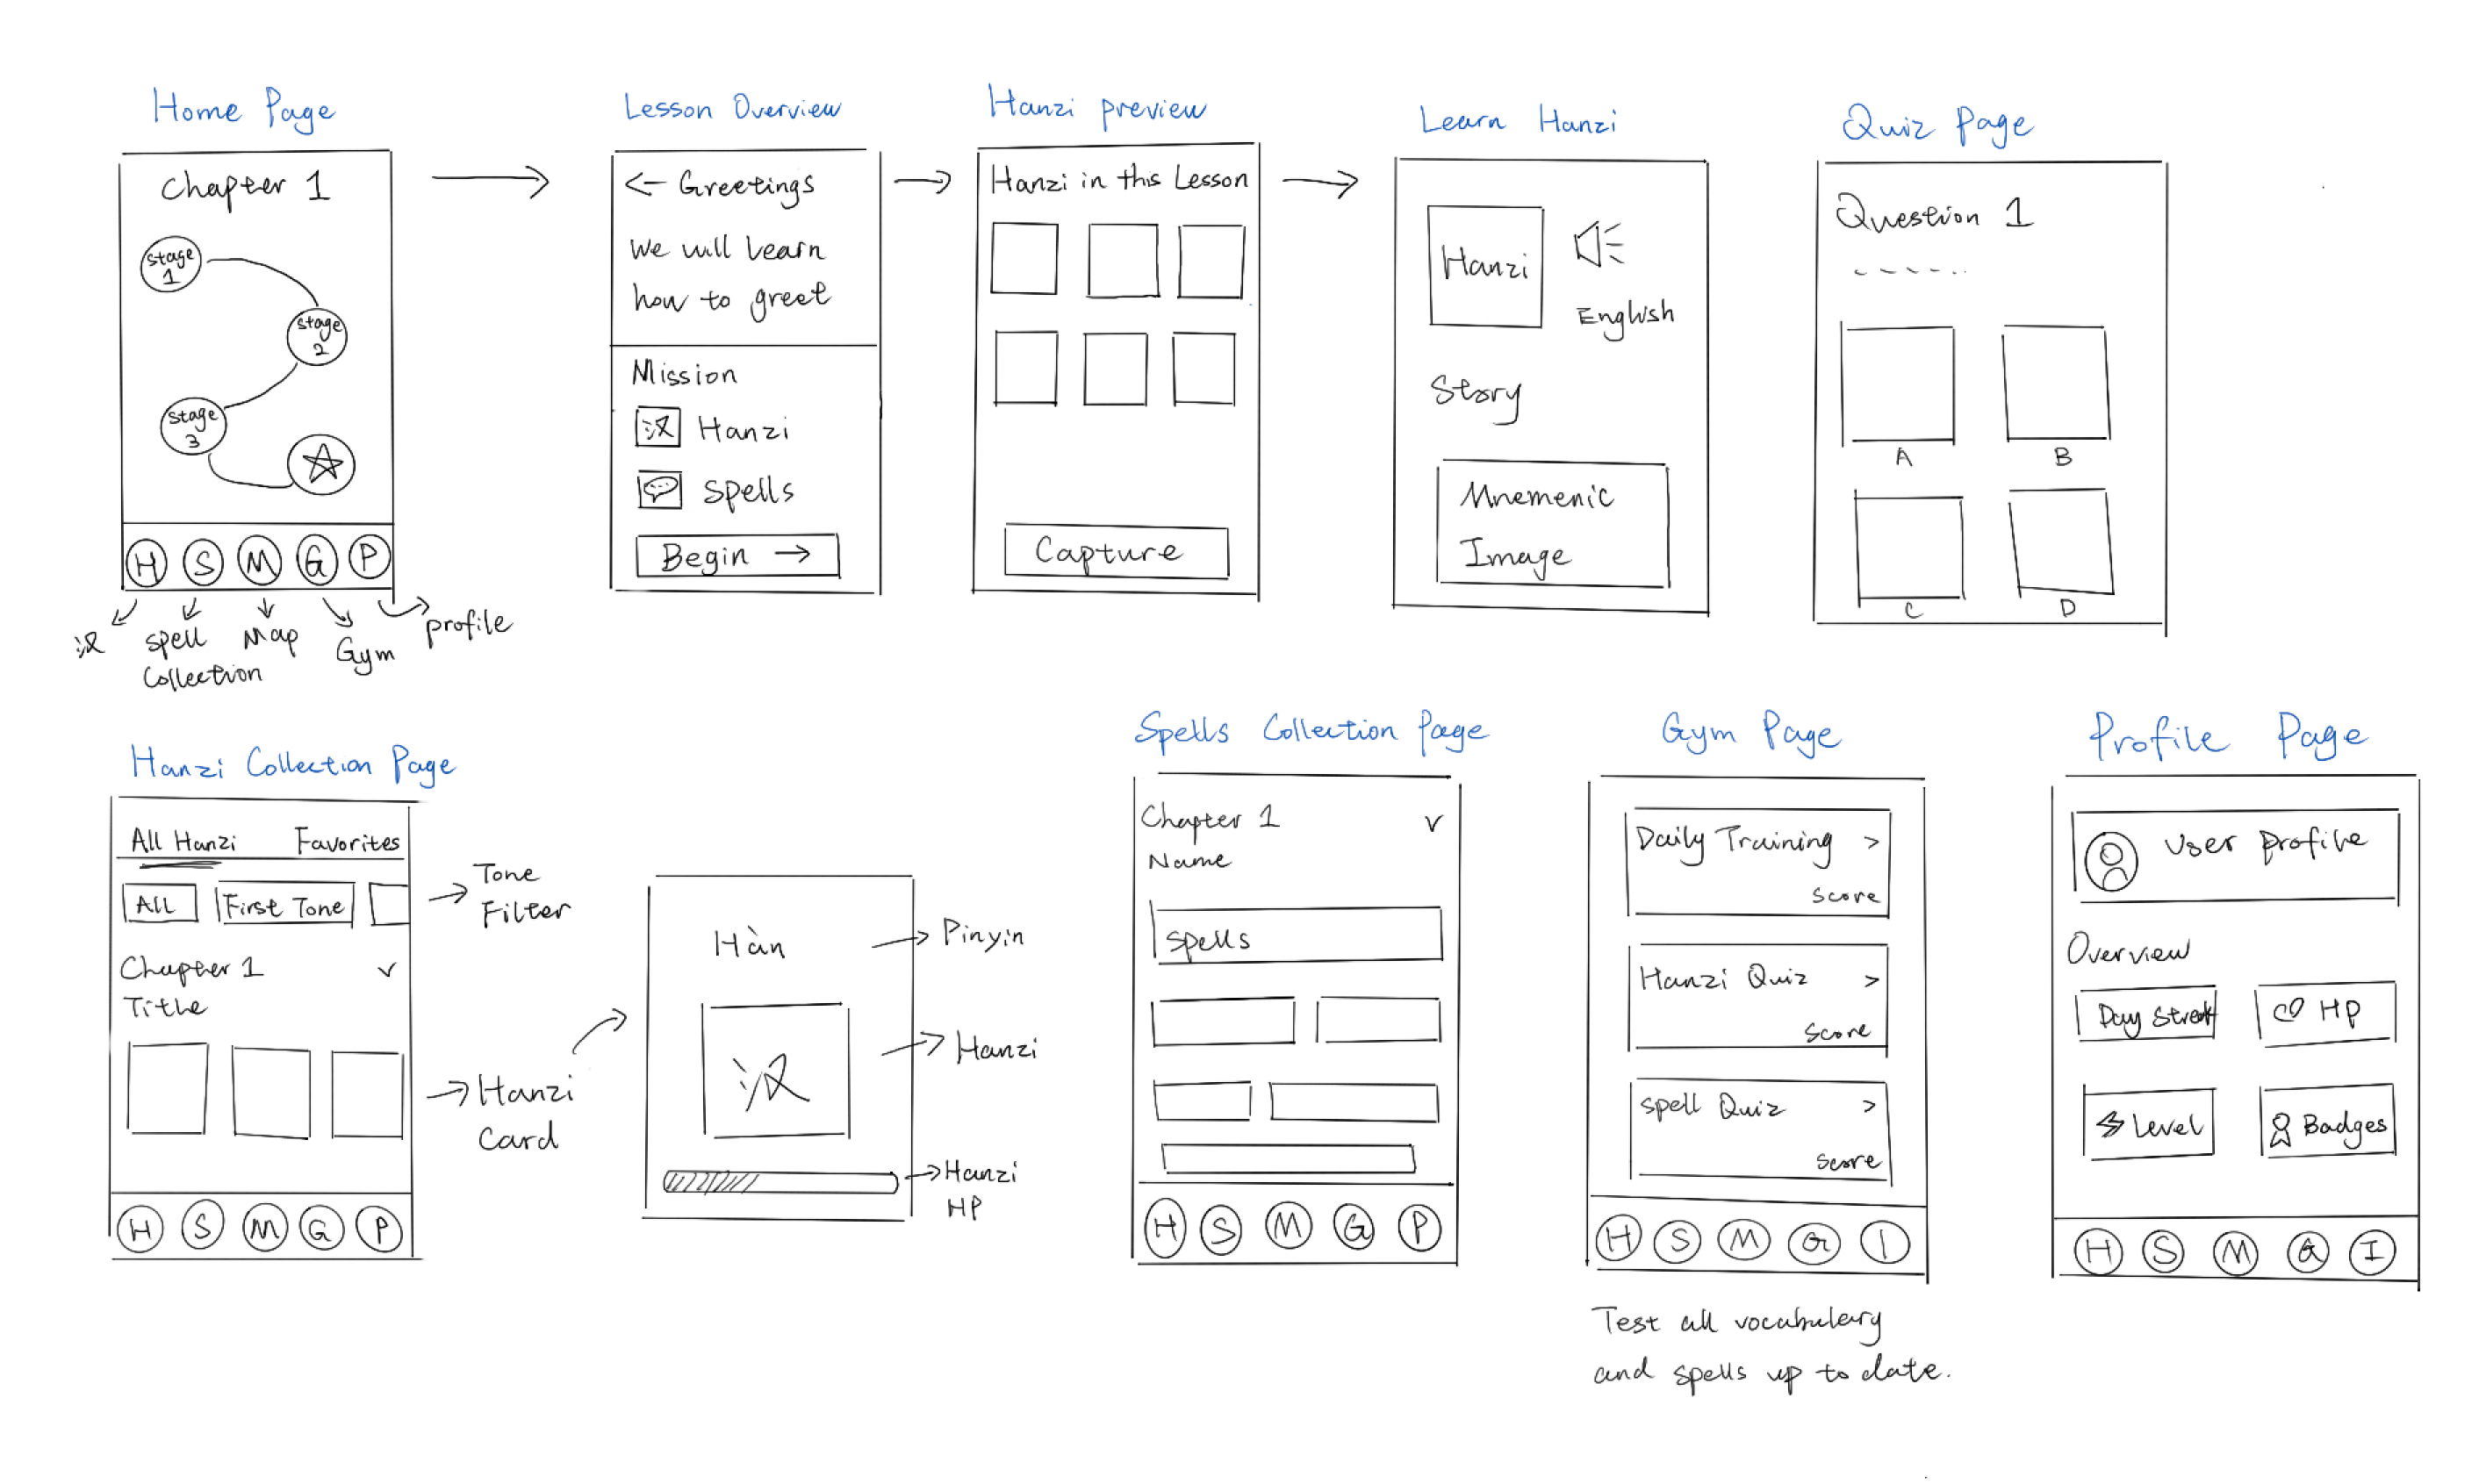 Home Page
Chapter 1
Stage
1
Stage
2
Stage
3
H S M G P
汉
Spell
Collection
Map
Gym
profile
Lesson Overview
← Greetings
We will learn
how to greet
Mission
汉 Hanzi
Spells
Begin →
Hanzi preview
Hanzi in this Lesson
Capture
Learn Hanzi
Hanzi
English
Story
Mnemenic
Image
Quiz Page
Question 1
A
B
C
D
Hanzi Collection Page
All Hanzi Favorites
All First Tone
Chapter 1 v
Tithe
H S M G P
Tone
Filter
Hanzi
Card
Hàn
汉
Pinyin
Hanzi
Hanzi
HP
Spells Collection Page
Chapter 1 v
Name
Spells
H S M G P
Gym Page
Daily Training >
Score
Hanzi Quiz >
Score
Spell Quiz >
Score
H S M G I
Test all vocabulary
and spells up to date.
Profile Page
User Profile
Overview
Day Streak
HP
Level
Badges
H S M G I